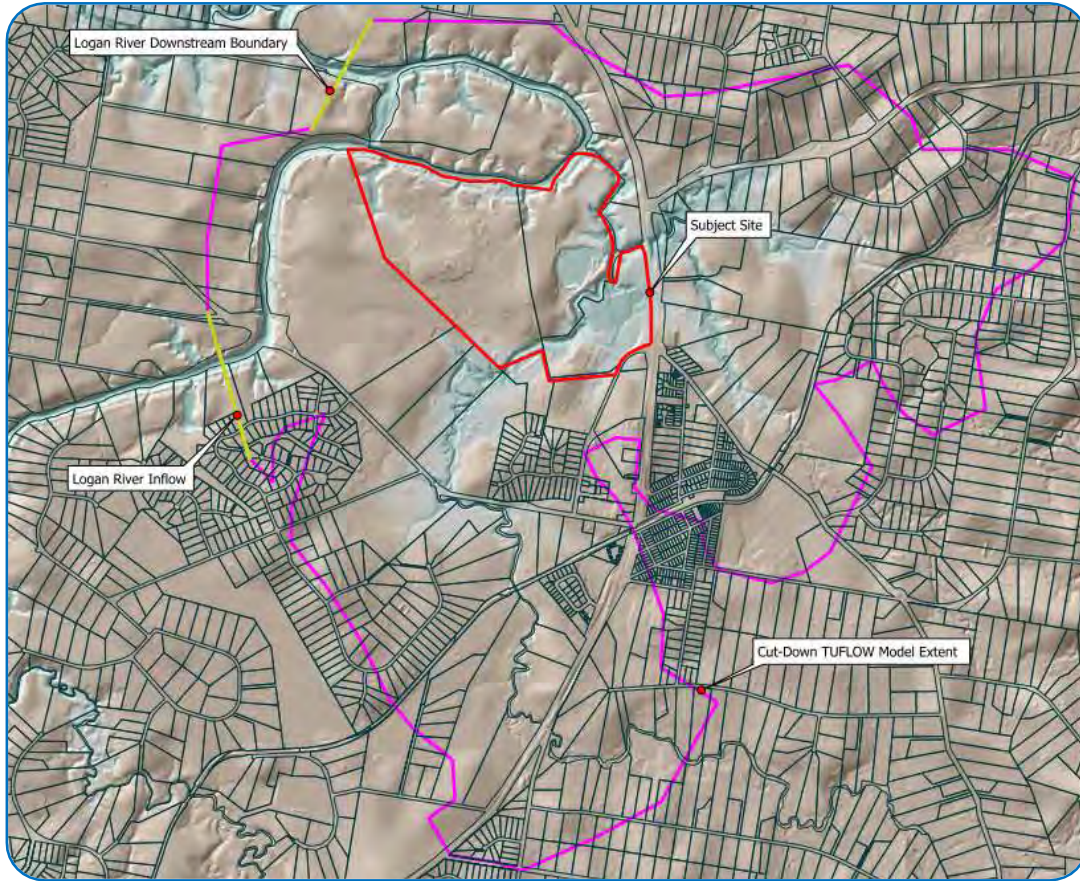 Logan River Downstream Boundary
Subject Site
Logan River Inflow
Cut-Down TUFLOW Model Extent